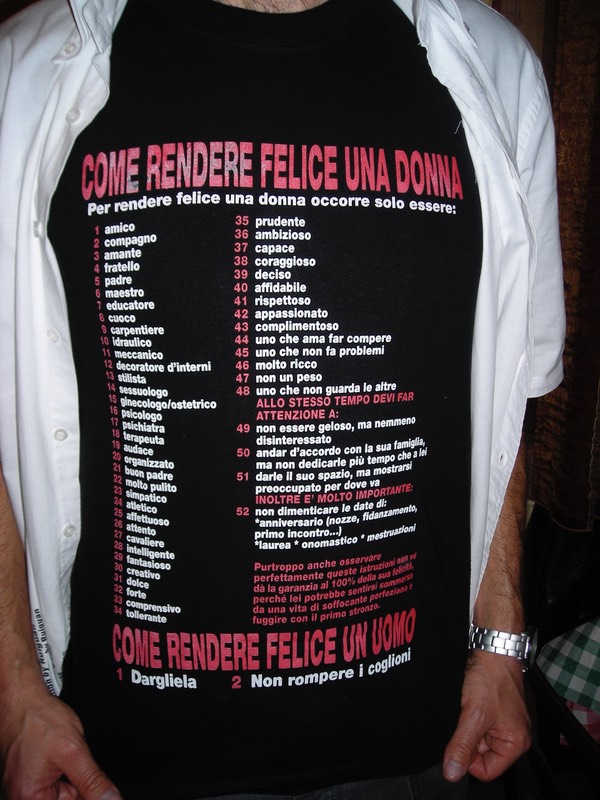 COME RENDERE FELICE UNA DONNA
Per rendere felice una donna occorre solo essere:
1 amico
2 compagno
3 amante
4 fratello
5 padre
6 maestro
7 educatore
8 cuoco
9 carpentiere
10 idraulico
11 meccanico
12 decoratore d'interni
13 stilista
14 sessuologo
15 ginecologo/ostetrico
16 psicologo
17 psichiatra
18 terapeuta
19 audace
20 organizzato
21 buon padre
22 molto pulito
23 simpatico
24 atletico
25 affettuoso
26 attento
27 cavaliere
28 intelligente
29 fantasioso
30 creativo
31 dolce
32 forte
33 comprensivo
34 tollerante
35 prudente
36 ambizioso
37 capace
38 coraggioso
39 deciso
40 affidabile
41 rispettoso
42 appassionato
43 complimentoso
44 uno che ama far compere
45 uno che non fa problemi
46 molto ricco
47 non un peso
48 uno che non guarda le altre
ALLO STESSO TEMPO DEVI FAR
ATTENZIONE A:
49 non essere geloso, ma nemmeno
disinteressato
50 andar d'accordo con la sua famiglia,
ma non dedicarle più tempo che a lei
51 darle il suo spazio, ma mostrarsi
preoccupato per dove va
INOLTRE E' MOLTO IMPORTANTE:
52 non dimenticare le date di:
*anniversario (nozze, fidanzamento,
primo incontro...)
*laurea * onomastico * mestruazioni
Purtroppo anche osservare
perfettamente queste istruzioni non
dà la garanzia al 100% della sua felicità,
perché lei potrebbe sentirsi sommersa
da una vita di soffocante perfezione e
fuggire con il primo stronzo.
COME RENDERE FELICE UN UOMO
1 Dargliela 2 Non rompere i coglioni